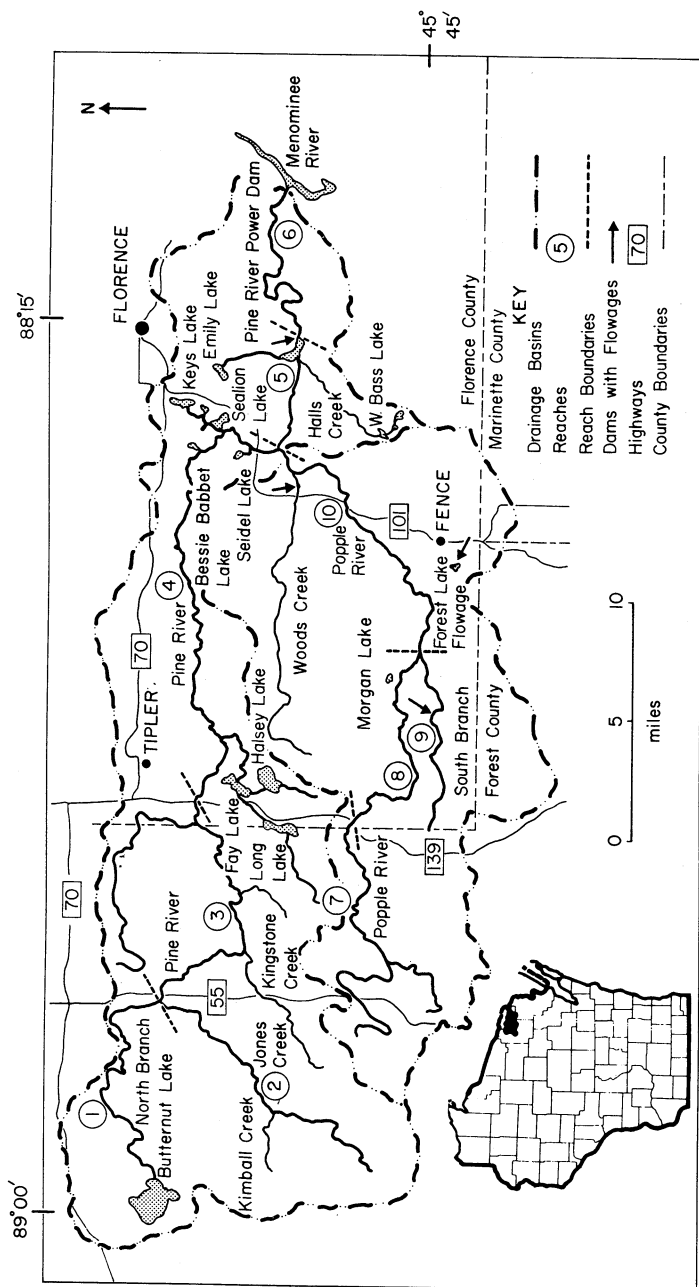 89°00′
88°15′
45°
45′
N
70
70
TIPLER
FLORENCE
Keys Lake
Emily Lake
Sealion
Lake
Bessie Babbet
Lake
Seidel Lake
Pine River Power Dam
Menominee
River
1
North Branch
Butternut Lake
Pine River
3
4
Pine River
5
6
55
Kimball Creek
Jones
Creek
2
Kingstone
Creek
Fay Lake
Long
Lake
Halsey Lake
Woods Creek
Halls
Creek
W. Bass Lake
7
Popple River
139
8
Morgan Lake
9
10
Popple
River
101
FENCE
Forest Lake
Flowage
South Branch
Forest County
Florence County
Marinette County
KEY
Drainage Basins
Reaches 5
Reach Boundaries
Dams with Flowages
Highways 70
County Boundaries
0 5 10
miles